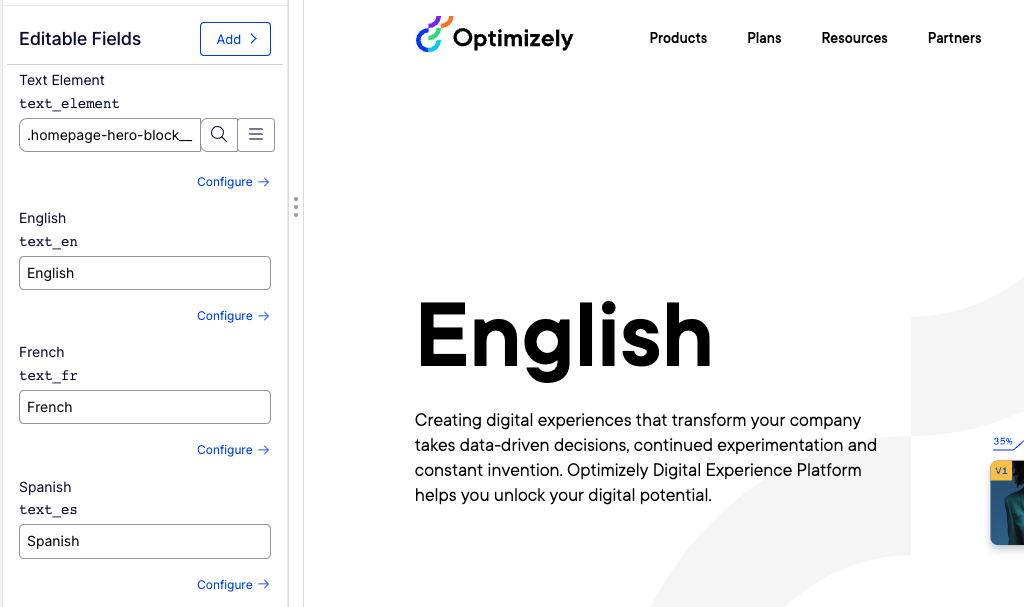 Editable Fields
Add
Text Element
text_element
.homepage-hero-block__
Configure
English
text_en
English
Configure
French
text_fr
French
Configure
Spanish
text_es
Spanish
Configure
Optimizely
Products
Plans
Resources
Partners
English
Creating digital experiences that transform your company
takes data-driven decisions, continued experimentation and
constant invention. Optimizely Digital Experience Platform
helps you unlock your digital potential.
35%
V1